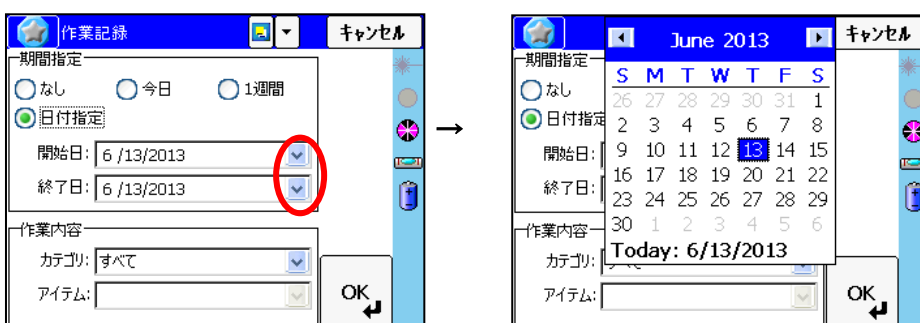 作業記録
キャンセル
期間指定
なし
今日
1週間
日付指定
開始日: 6 /13/2013
終了日: 6 /13/2013
作業内容
カテゴリ: すべて
アイテム:
OK
→
June 2013
キャンセル
期間指定
なし
日付指定
開始日:
終了日:
S M T W T F S
26 27 28 29 30 31 1
2 3 4 5 6 7 8
9 10 11 12 13 14 15
16 17 18 19 20 21 22
23 24 25 26 27 28 29
30 1 2 3 4 5 6
Today: 6/13/2013
作業内容
カテゴリ:
アイテム:
OK